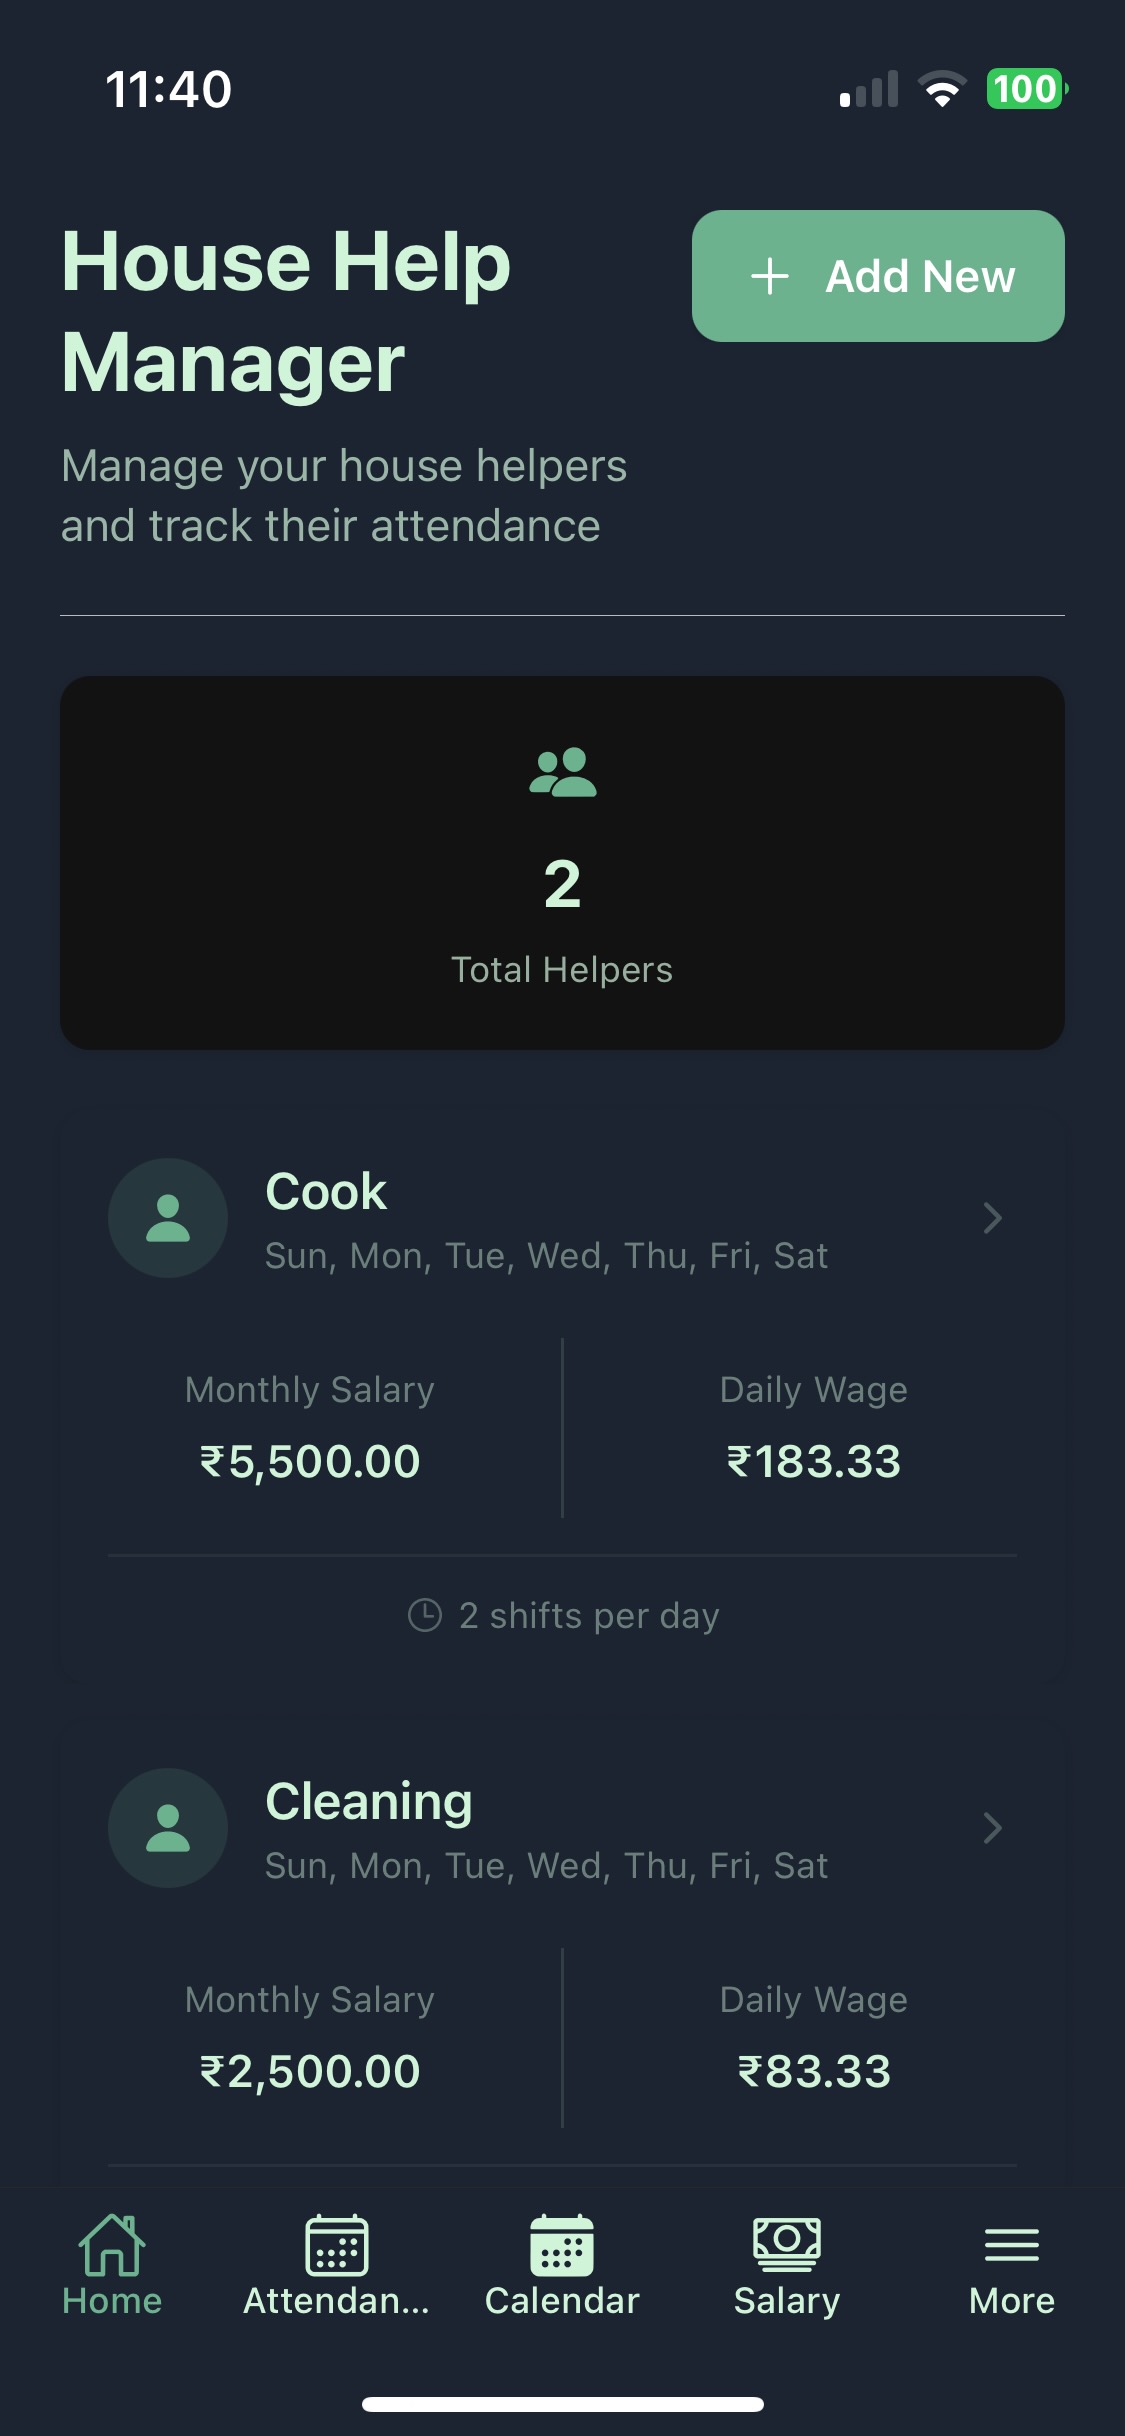 11:40
100
House Help
Manager
+ Add New
Manage your house helpers
and track their attendance
2
Total Helpers
Cook
Sun, Mon, Tue, Wed, Thu, Fri, Sat
Monthly Salary
Daily Wage
₹5,500.00
₹183.33
2 shifts per day
Cleaning
Sun, Mon, Tue, Wed, Thu, Fri, Sat
Monthly Salary
Daily Wage
₹2,500.00
₹83.33
Home
Attendan...
Calendar
Salary
More